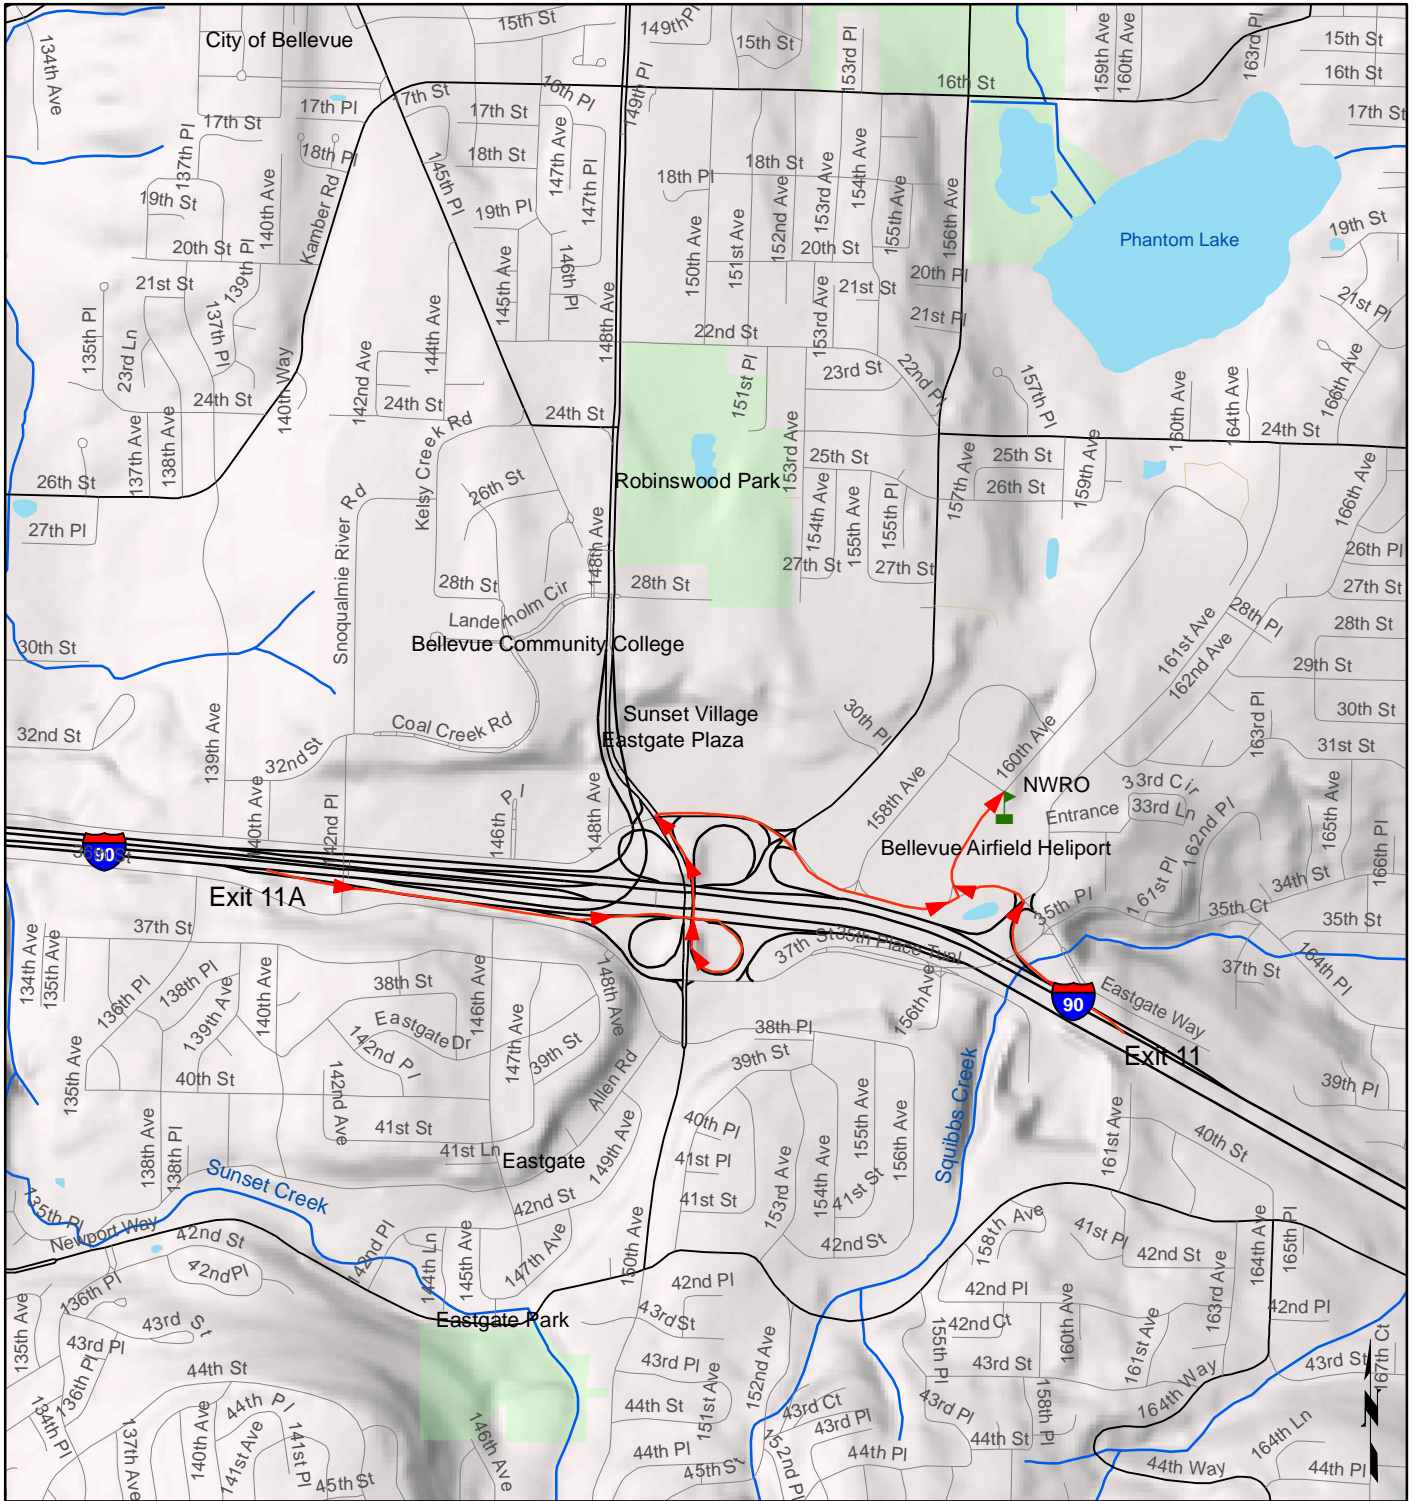 15th St
149th Pl
15th St
153rd Pl
159th Ave
160th Ave
163rd Pl
15th St
City of Bellevue
134th Ave
16th St
16th St
17th St
17th Pl
17th St
16th Pl
149th Pl
17th St
17th St
137th Pl
18th Pl
18th St
145th Pl
147th Ave
147th Pl
18th Pl
18th St
153rd Ave
154th Ave
155th Ave
156th Ave
152nd Ave
19th St
140th Ave
Kamber Rd
19th Pl
146th Pl
145th Ave
150th Ave
151st Ave
20th St
20th St
Phantom Lake
19th St
139th Pl
21st St
137th Pl
135th Pl
23rd Ln
144th Ave
148th Ave
22nd St
153rd Ave
21st St
20th Pl
21st Pl
21st Pl
142nd Ave
140th Way
151st Pl
23rd St
22nd Pl
157th Pl
160th Ave
164th Ave
166th Ave
24th St
24th St
24th St
24th St
137th Ave
138th Ave
26th St
Kelsy Creek Rd
26th St
Robinswood Park
153rd Ave
25th St
25th St
26th St
157th Ave
159th Ave
166th Ave
27th Pl
Snoqualmie River Rd
148th Ave
154th Ave
155th Ave
155th Pl
27th St
27th St
26th Pl
27th St
28th St
28th St
Landerholm Cir
161st Ave
162nd Ave
28th Pl
28th St
Bellevue Community College
30th St
29th St
Coal Creek Rd
Sunset Village
Eastgate Plaza
30th Pl
160th Ave
163rd Pl
30th St
31st St
32nd St
32nd St
139th Ave
140th Ave
142nd Pl
146th Pl
148th Ave
158th Ave
NWRO
Entrance
33rd Cir
33rd Ln
162nd Pl
165th Ave
166th Pl
90
36th St
Bellevue Airfield Heliport
Exit 11A
161st Pl
34th St
35th Pl
35th Ct
35th St
37th St
37th St
35th Place Tunl
37th St
164th Pl
134th Ave
135th Ave
136th Pl
138th Pl
139th Ave
140th Ave
38th St
146th Ave
148th Ave
156th Ave
90
Eastgate Way
Eastgate Dr
142nd Pl
147th Ave
39th St
38th Pl
39th St
Exit 11
39th Pl
135th Ave
40th St
142nd Ave
Allen Rd
Squibbs Creek
41st St
41st Ln
Eastgate
149th Ave
40th Pl
41st Pl
41st St
153rd Ave
154th Ave
155th Ave
156th Ave
41st St
161st Ave
40th St
138th Ave
138th Pl
Sunset Creek
135th Pl
Newport Way
42nd St
42nd Pl
142nd Pl
144th Ln
145th Ave
147th Ave
42nd St
150th Ave
42nd St
158th Ave
41st Pl
42nd St
164th Ave
165th Pl
163rd Ave
136th Pl
43rd St
135th Ave
43rd Pl
136th Pl
134th Pl
Eastgate Park
42nd Pl
43rd St
43rd Pl
152nd Ave
151st Ave
42nd Pl
42nd Ct
155th Pl
160th Ave
43rd St
161st Ave
42nd Pl
43rd St
167th Ct
44th St
44th Pl
137th Ave
140th Ave
141st Ave
141st Pl
45th St
146th Ave
44th St
44th Pl
45th St
43rd Ct
43rd Pl
152nd Pl
44th Pl
43rd Pl
158th Pl
44th St
164th Way
164th Ln
44th Way
44th Pl